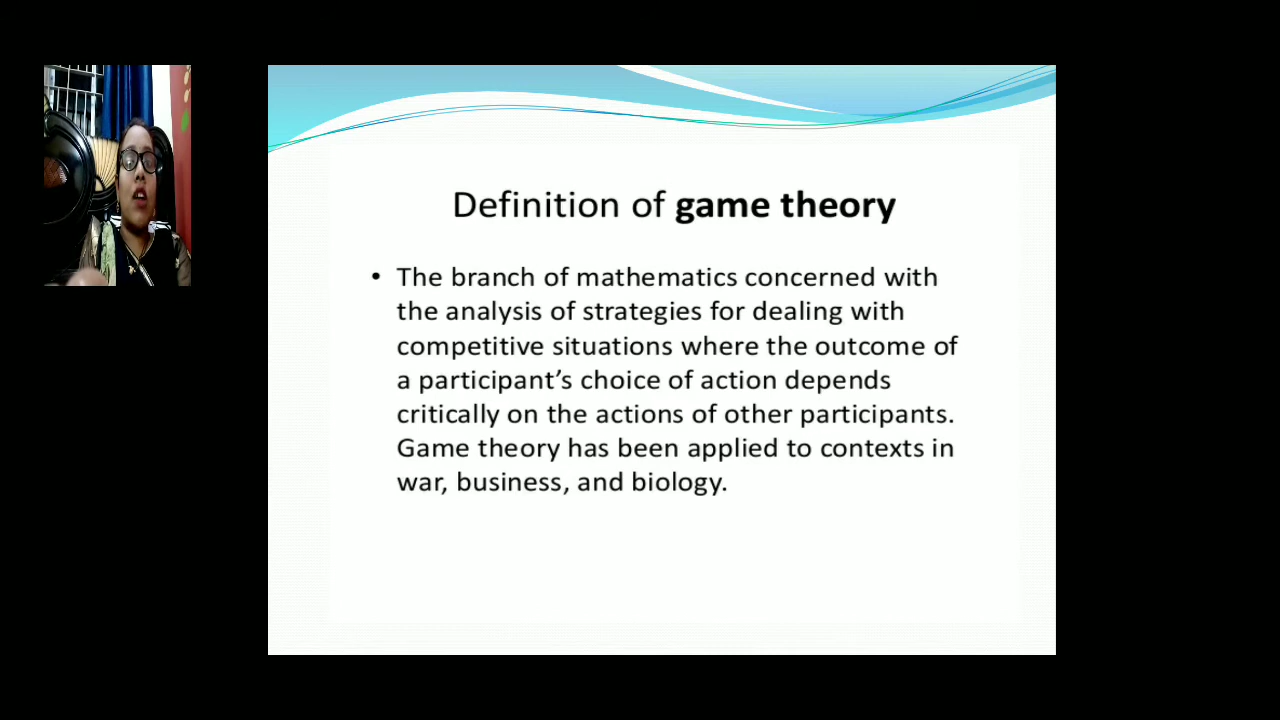 Definition of game theory
• The branch of mathematics concerned with
the analysis of strategies for dealing with
competitive situations where the outcome of
a participant’s choice of action depends
critically on the actions of other participants.
Game theory has been applied to contexts in
war, business, and biology.